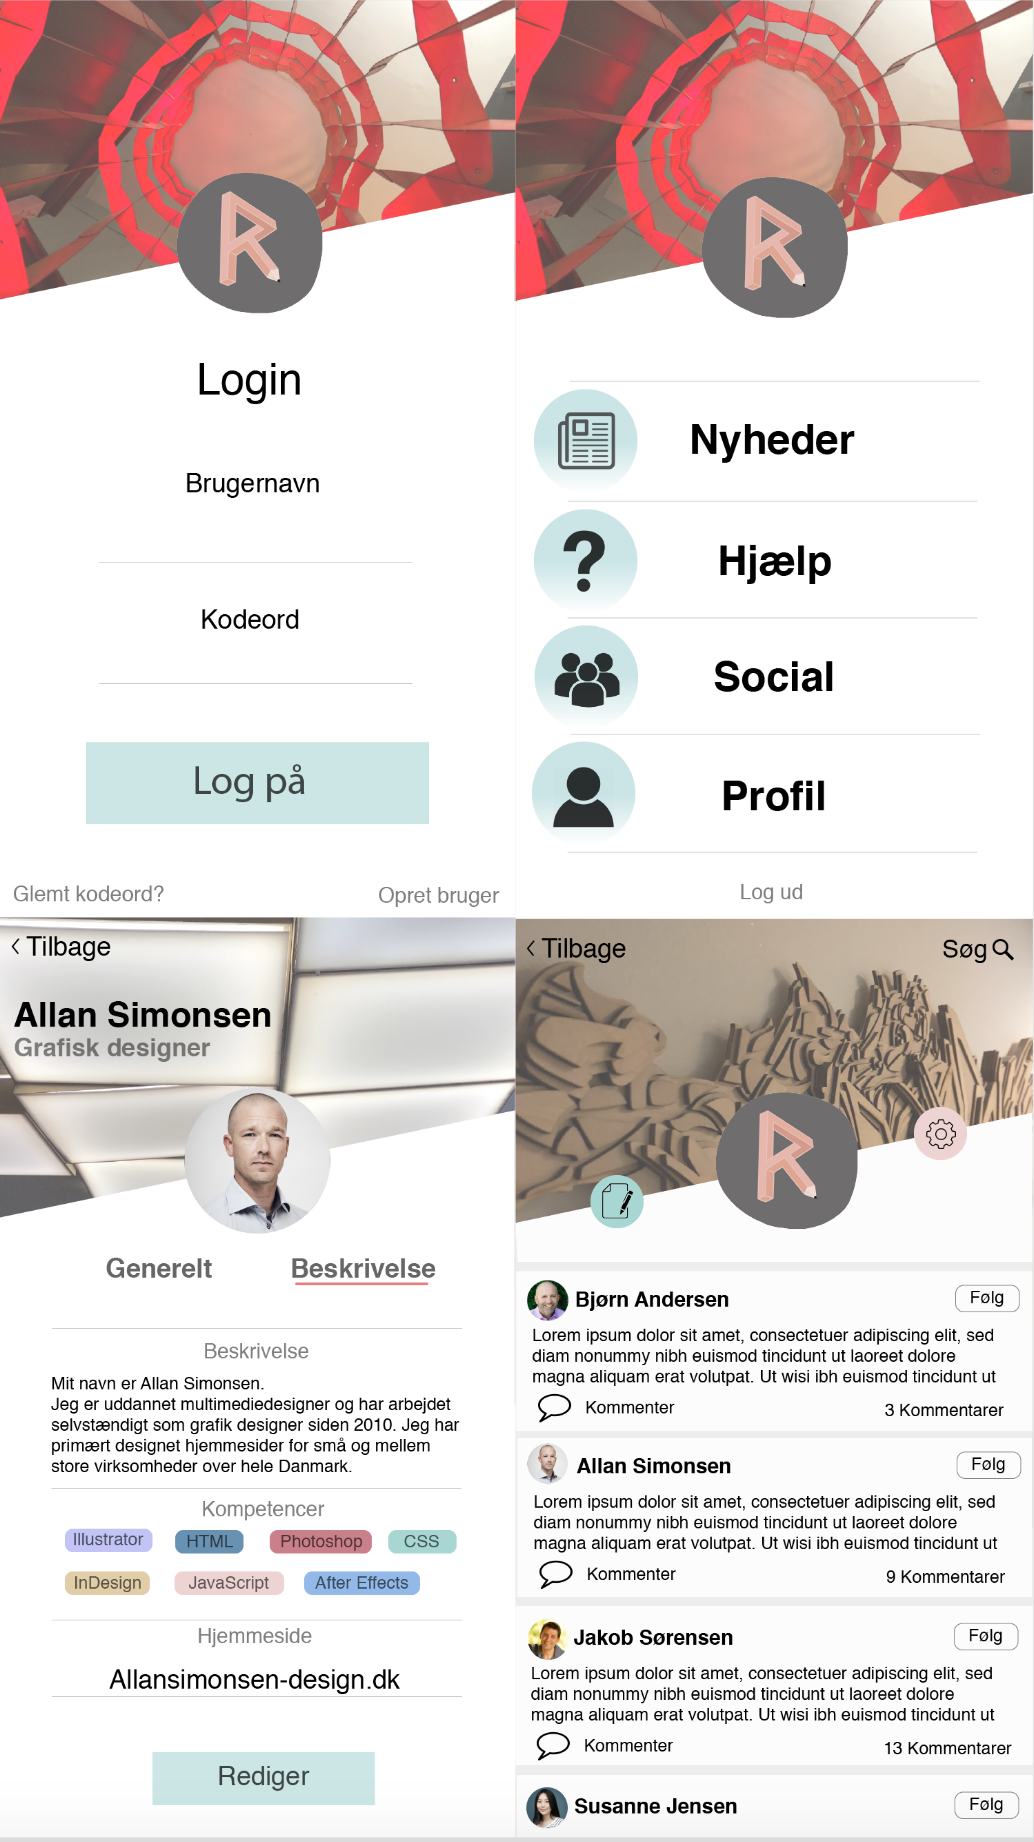 Login
Brugernavn
Kodeord
Log på
Glemt kodeord?
Opret bruger
Nyheder
Hjælp
Social
Profil
Log ud
Tilbage
Allan Simonsen
Grafisk designer
Generelt
Beskrivelse
Beskrivelse
Mit navn er Allan Simonsen.
Jeg er uddannet multimediedesigner og har arbejdet
selvstændigt som grafik designer siden 2010. Jeg har
primært designet hjemmesider for små og mellem
store virksomheder over hele Danmark.
Kompetencer
Illustrator HTML Photoshop CSS
InDesign JavaScript After Effects
Hjemmeside
Allansimonsen-design.dk
Rediger
Tilbage
Søg
R
Bjørn Andersen
Følg
Lorem ipsum dolor sit amet, consectetuer adipiscing elit, sed
diam nonummy nibh euismod tincidunt ut laoreet dolore
magna aliquam erat volutpat. Ut wisi ibh euismod tincidunt ut
Kommenter
3 Kommentarer
Allan Simonsen
Følg
Lorem ipsum dolor sit amet, consectetuer adipiscing elit, sed
diam nonummy nibh euismod tincidunt ut laoreet dolore
magna aliquam erat volutpat. Ut wisi ibh euismod tincidunt ut
Kommenter
9 Kommentarer
Jakob Sørensen
Følg
Lorem ipsum dolor sit amet, consectetuer adipiscing elit, sed
diam nonummy nibh euismod tincidunt ut laoreet dolore
magna aliquam erat volutpat. Ut wisi ibh euismod tincidunt ut
Kommenter
13 Kommentarer
Susanne Jensen
Følg